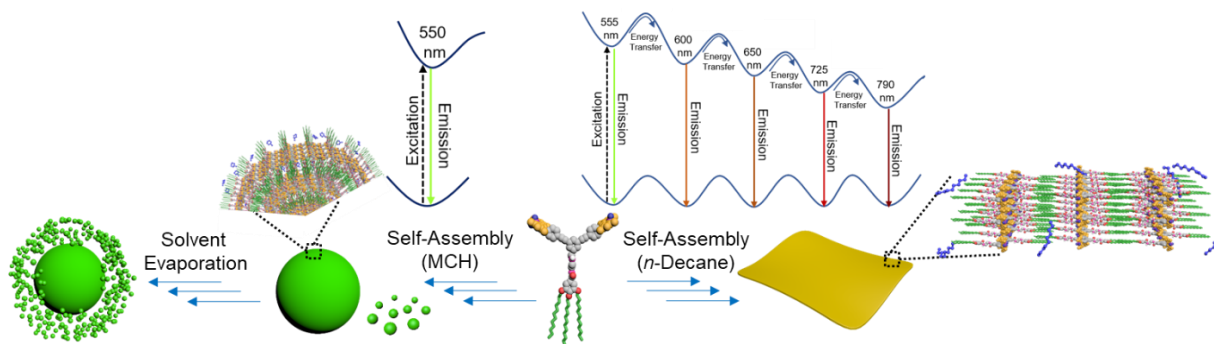 550
nm
Excitation
Emission
555
nm
Energy
Transfer
600
nm
Energy
Transfer
650
nm
Energy
Transfer
725
nm
Energy
Transfer
790
nm
Excitation
Emission
Emission
Emission
Emission
Emission
Solvent
Evaporation
Self-Assembly
(MCH)
Self-Assembly
(n-Decane)